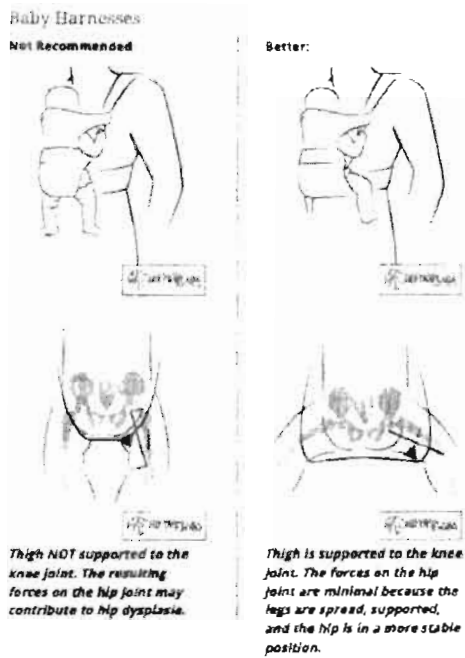 Baby Harnesses
Not Recommended
Better:
Thigh NOT supported to the
knee joint. The resulting
forces on the hip joint may
contribute to hip dysplasia.
Thigh is supported to the knee
joint. The forces on the hip
joint are minimal because the
legs are spread, supported,
and the hip is in a more stable
position.